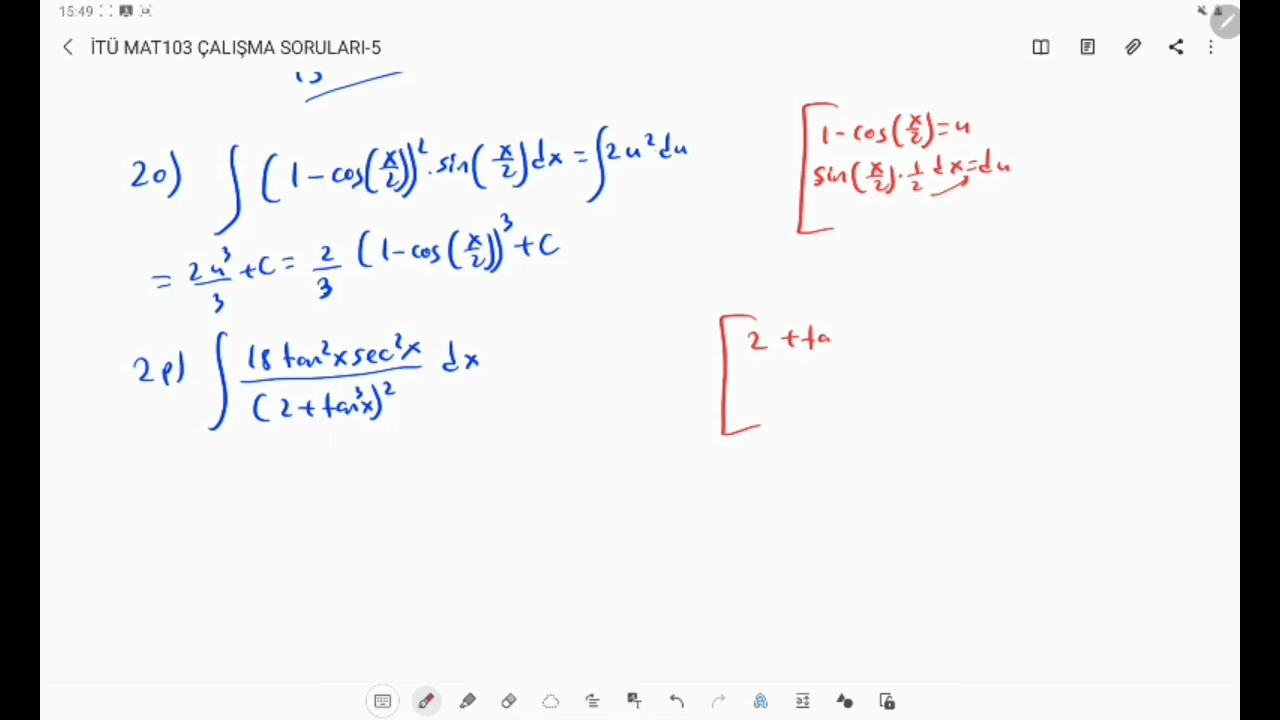 15:49
İTÜ MAT103 ÇALIŞMA SORULARI-5
2o) ∫ (1-cos(x/2))² · sin(x/2) dx = ∫ 2u² du
= 2u³/3 + C = 2/3 (1-cos(x/2))³ + C
1-cos(x/2) = u
sin(x/2) · 1/2 dx = du
2p) ∫ 18 tan²x sec²x / (2+tan³x)² dx
2 + ta